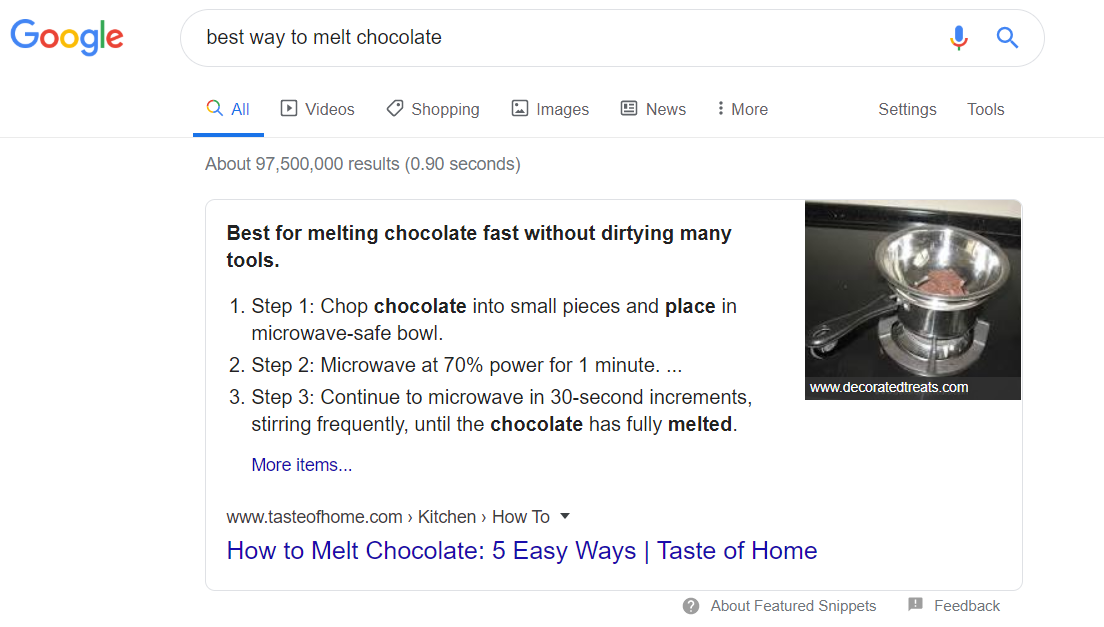 Google
best way to melt chocolate
All Videos Shopping Images News More Settings Tools
About 97,500,000 results (0.90 seconds)
Best for melting chocolate fast without dirtying many
tools.
1. Step 1: Chop chocolate into small pieces and place in
microwave-safe bowl.
2. Step 2: Microwave at 70% power for 1 minute. ...
3. Step 3: Continue to microwave in 30-second increments,
stirring frequently, until the chocolate has fully melted.
More items...
www.decoratedtreats.com
www.tasteofhome.com › Kitchen › How To
How to Melt Chocolate: 5 Easy Ways | Taste of Home
About Featured Snippets Feedback